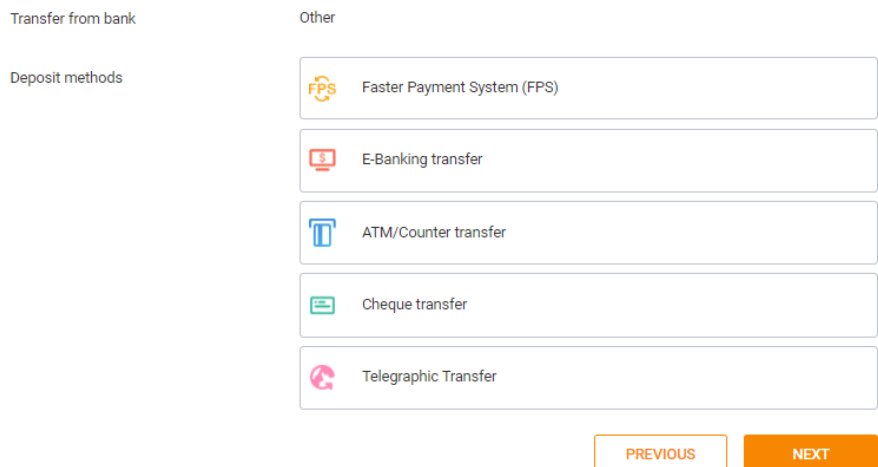 Transfer from bank
Other
Deposit methods
FPS
Faster Payment System (FPS)
$
E-Banking transfer
ATM/Counter transfer
Cheque transfer
Telegraphic Transfer
PREVIOUS
NEXT